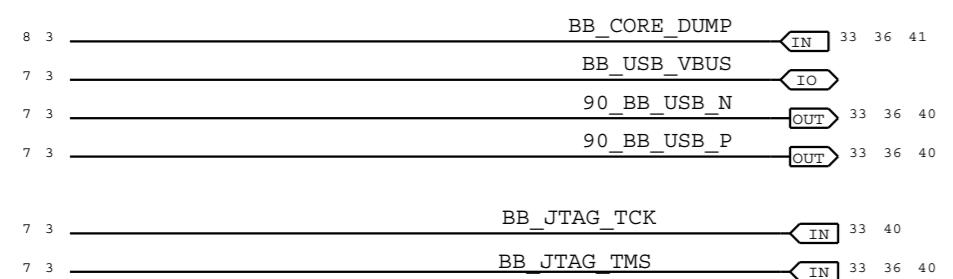 8 3 BB_CORE_DUMP IN 33 36 41
7 3 BB_USB_VBUS IO
7 3 90_BB_USB_N OUT 33 36 40
7 3 90_BB_USB_P OUT 33 36 40
7 3 BB_JTAG_TCK IN 33 40
7 3 BB_JTAG_TMS IN 33 36 40